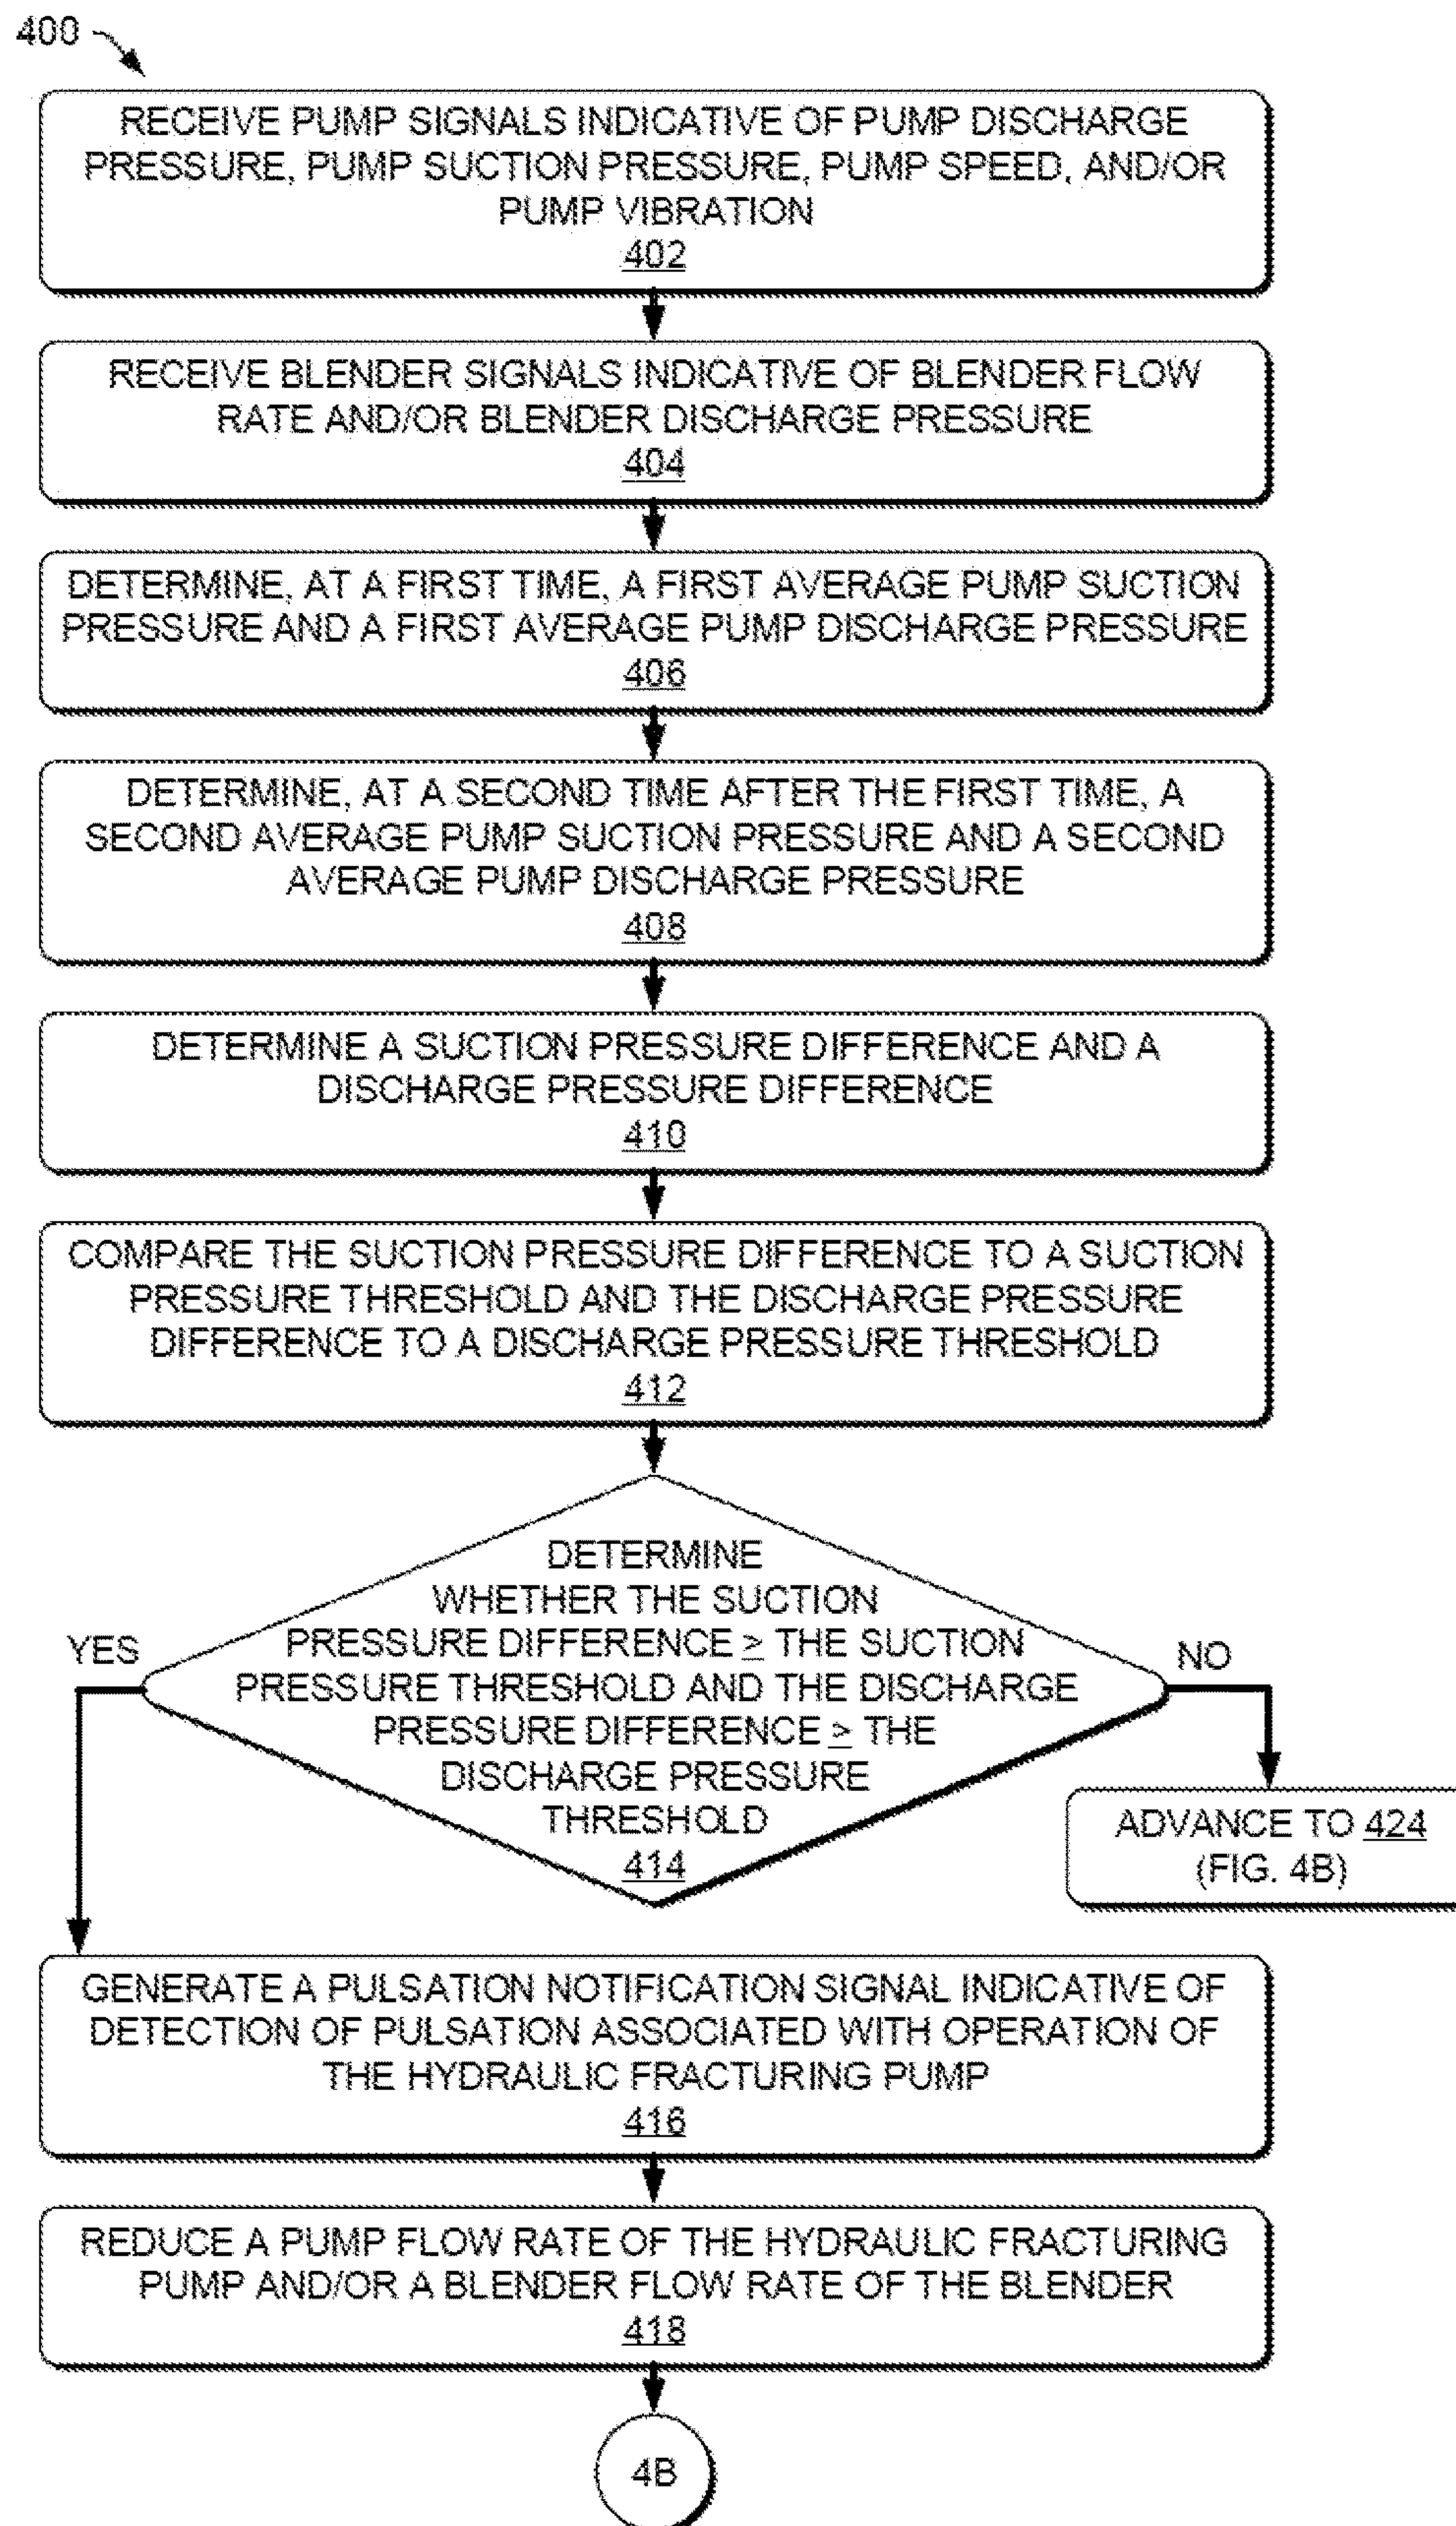 400
RECEIVE PUMP SIGNALS INDICATIVE OF PUMP DISCHARGE
PRESSURE, PUMP SUCTION PRESSURE, PUMP SPEED, AND/OR
PUMP VIBRATION
402
RECEIVE BLENDER SIGNALS INDICATIVE OF BLENDER FLOW
RATE AND/OR BLENDER DISCHARGE PRESSURE
404
DETERMINE, AT A FIRST TIME, A FIRST AVERAGE PUMP SUCTION
PRESSURE AND A FIRST AVERAGE PUMP DISCHARGE PRESSURE
406
DETERMINE, AT A SECOND TIME AFTER THE FIRST TIME, A
SECOND AVERAGE PUMP SUCTION PRESSURE AND A SECOND
AVERAGE PUMP DISCHARGE PRESSURE
408
DETERMINE A SUCTION PRESSURE DIFFERENCE AND A
DISCHARGE PRESSURE DIFFERENCE
410
COMPARE THE SUCTION PRESSURE DIFFERENCE TO A SUCTION
PRESSURE THRESHOLD AND THE DISCHARGE PRESSURE
DIFFERENCE TO A DISCHARGE PRESSURE THRESHOLD
412
DETERMINE
WHETHER THE SUCTION
PRESSURE DIFFERENCE ≥ THE SUCTION
PRESSURE THRESHOLD AND THE DISCHARGE
PRESSURE DIFFERENCE ≥ THE
DISCHARGE PRESSURE
THRESHOLD
414
YES
NO
ADVANCE TO 424
(FIG. 4B)
GENERATE A PULSATION NOTIFICATION SIGNAL INDICATIVE OF
DETECTION OF PULSATION ASSOCIATED WITH OPERATION OF
THE HYDRAULIC FRACTURING PUMP
416
REDUCE A PUMP FLOW RATE OF THE HYDRAULIC FRACTURING
PUMP AND/OR A BLENDER FLOW RATE OF THE BLENDER
418
4B